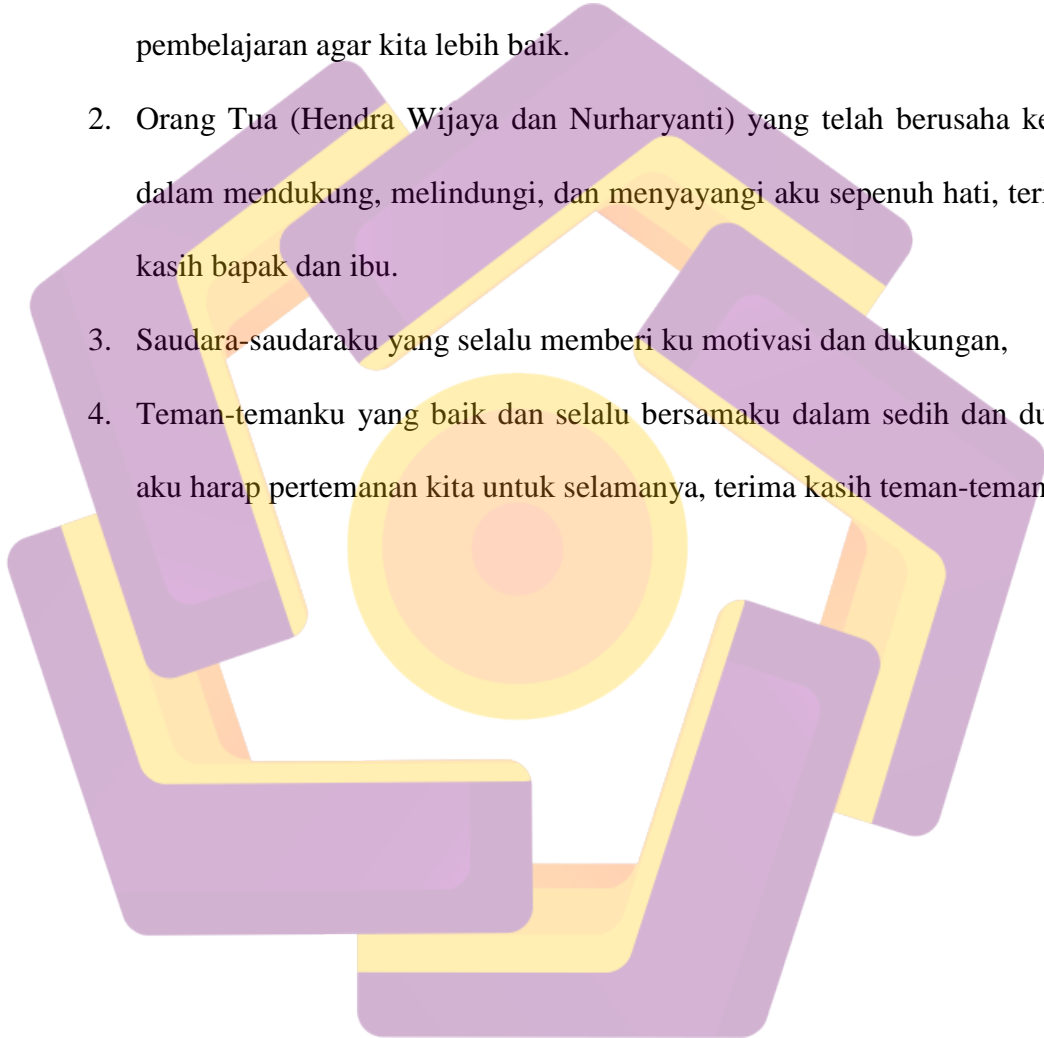 pembelajaran agar kita lebih baik.
2. Orang Tua (Hendra Wijaya dan Nurharyanti) yang telah berusaha
dalam mendukung, melindungi, dan menyayangi aku sepenuh hati,
kasih bapak dan ibu.
3. Saudara-saudaraku yang selalu memberi ku motivasi dan dukungan,
4. Teman-temanku yang baik dan selalu bersamaku dalam sedih dan
aku harap pertemanan kita untuk selamanya, terima kasih teman-teman